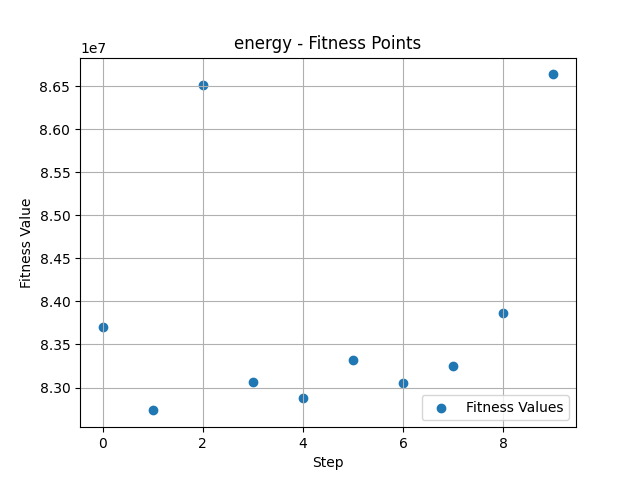 energy - Fitness Points
1e7
8.65
8.60
8.55
8.50
8.45
8.40
8.35
8.30
Fitness Value
0 2 4 6 8
Step
Fitness Values